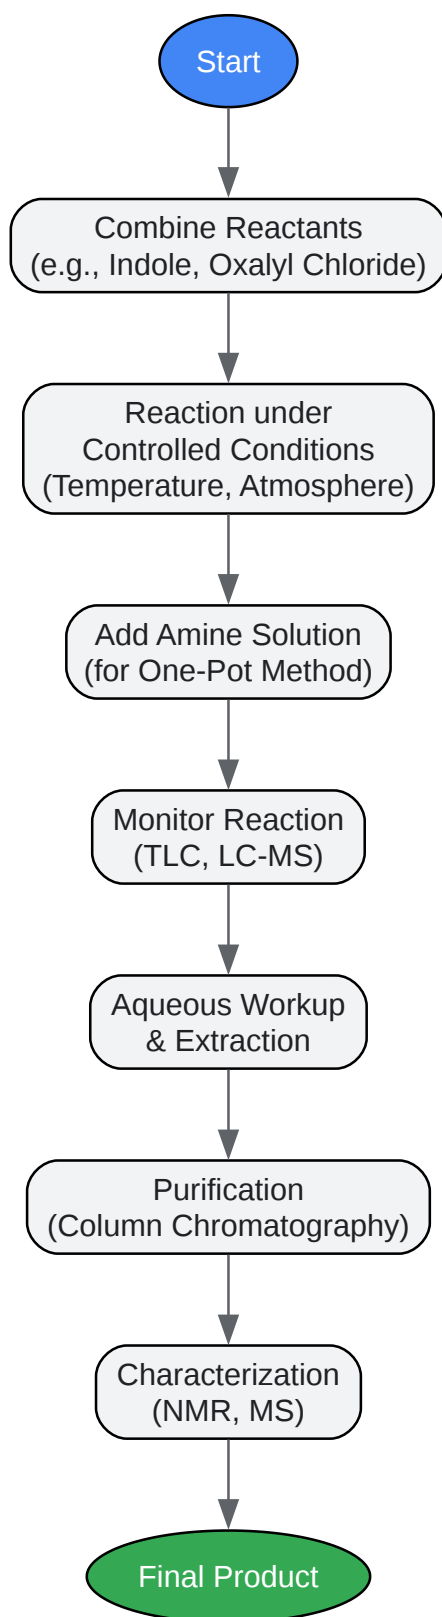 Start
Combine Reactants
(e.g., Indole, Oxalyl Chloride)
Reaction under
Controlled Conditions
(Temperature, Atmosphere)
Add Amine Solution
(for One-Pot Method)
Monitor Reaction
(TLC, LC-MS)
Aqueous Workup
& Extraction
Purification
(Column Chromatography)
Characterization
(NMR, MS)
Final Product